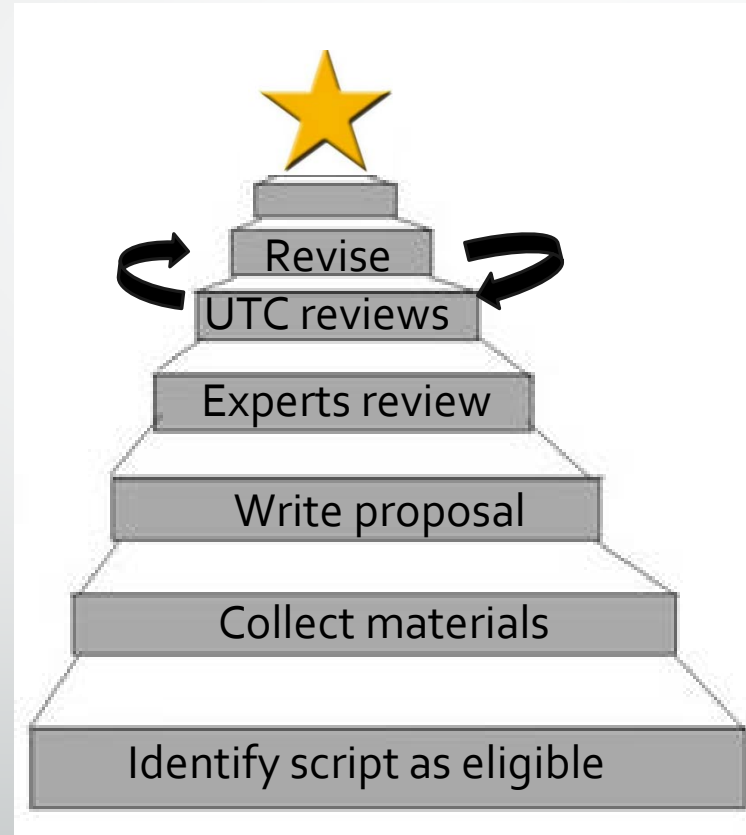 Revise
UTC reviews
Experts review
Write proposal
Collect materials
Identify script as eligible